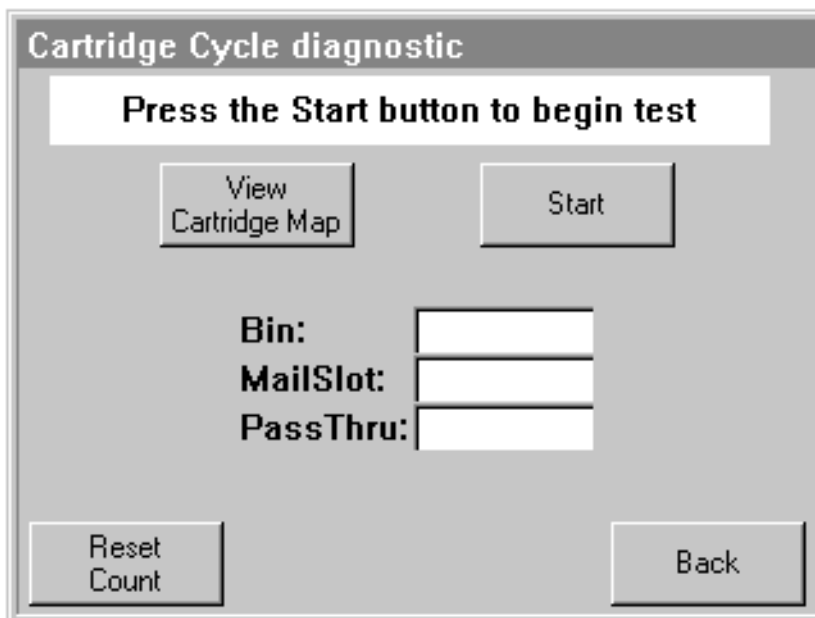 Cartridge Cycle diagnostic
Press the Start button to begin test
View
Cartridge Map
Start
Bin:
MailSlot:
PassThru:
Reset
Count
Back